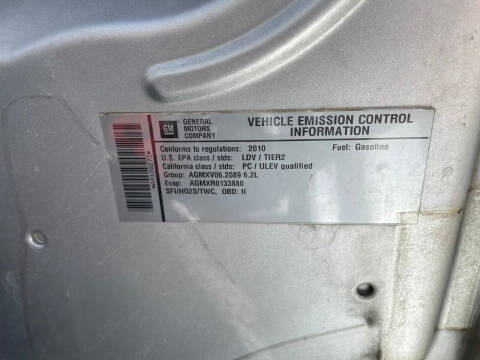 GM
GENERAL MOTORS COMPANY
VEHICLE EMISSION CONTROL INFORMATION
Conforms to regulations: 2010 Fuel: Gasoline
U.S. EPA class / stds: LDV / TIER2
California class / stds: PC / ULEV qualified
Group: AGMXV06.2089 6.2L
Evap: AGMXR0133880
SFI/HO2S/TWC, OBD: II